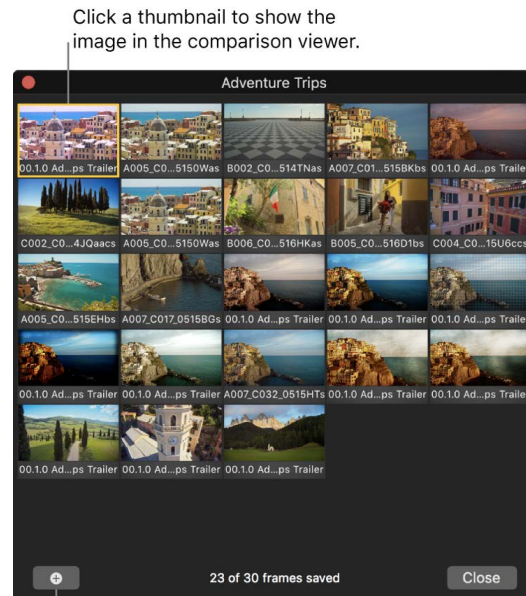 Click a thumbnail to show the
image in the comparison viewer.
Adventure Trips
00.1.0 Ad...ps Trailer A005_C0...5150Was B002_C0...514TNas A007_C01...515BKbs 00.1.0 Ad...ps Traile
C002_C0...4JQaacs A005_C0...5150Was B006_C0...516HKas B005_C0...516D1bs C004_C0...15U6ccs
A005_C0...515EHbs A007_C017_0515BGs 00.1.0 Ad...ps Trailer 00.1.0 Ad...ps Trailer 00.1.0 Ad...ps Traile
00.1.0 Ad...ps Trailer 00.1.0 Ad...ps Trailer A007_C032_0515HTs 00.1.0 Ad...ps Trailer 00.1.0 Ad...ps Traile
00.1.0 Ad...ps Trailer 00.1.0 Ad...ps Trailer 00.1.0 Ad...ps Trailer
23 of 30 frames saved
Close